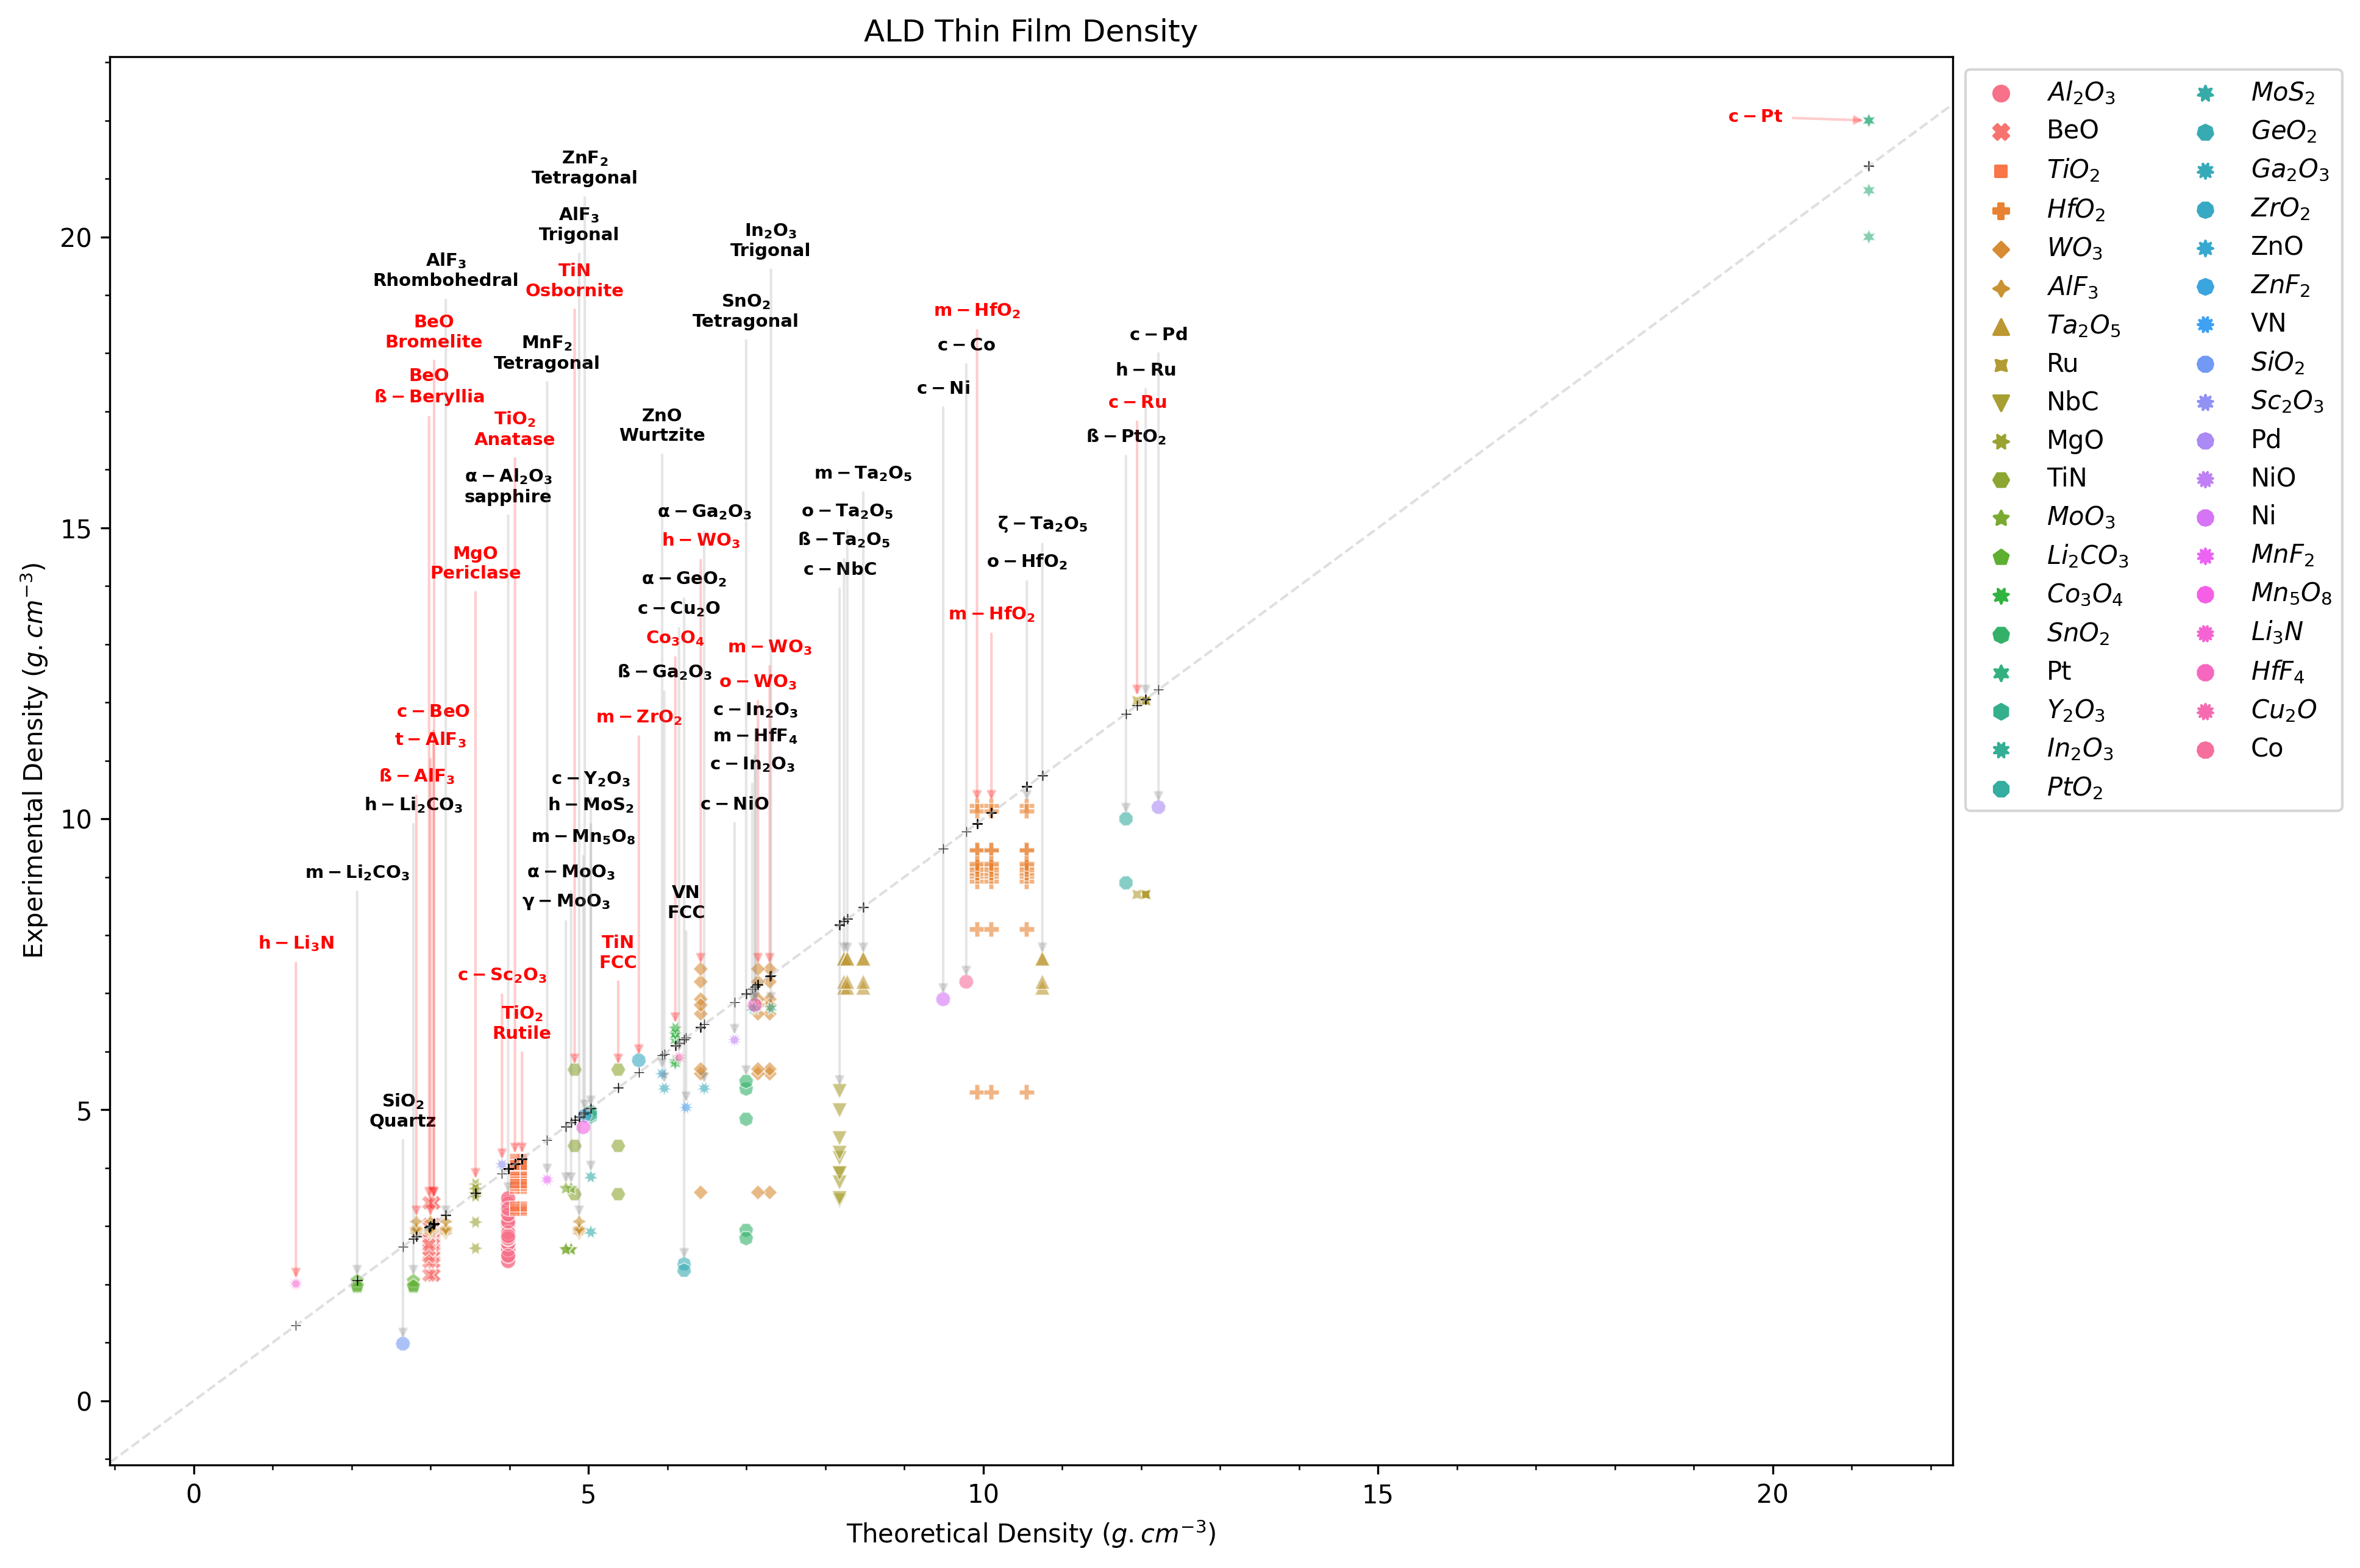 ALD Thin Film Density
c − Pt
ZnF₂
Tetragonal
AlF₃
Trigonal
In₂O₃
Trigonal
AlF₃
Rhombohedral
TiN
Osbornite
SnO₂
Tetragonal
m − HfO₂
BeO
Bromelite
MnF₂
Tetragonal
c − Co
c − Pd
BeO
ß − Beryllia
h − Ru
c − Ni
c − Ru
TiO₂
Anatase
ZnO
Wurtzite
ß − PtO₂
α − Al₂O₃
sapphire
m − Ta₂O₅
α − Ga₂O₃
o − Ta₂O₅
ζ − Ta₂O₅
h − WO₃
ß − Ta₂O₅
MgO
Periclase
c − NbC
o − HfO₂
α − GeO₂
c − Cu₂O
m − HfO₂
Co₃O₄
m − WO₃
ß − Ga₂O₃
o − WO₃
c − BeO
m − ZrO₂
c − In₂O₃
t − AlF₃
m − HfF₄
ß − AlF₃
c − Y₂O₃
c − In₂O₃
h − Li₂CO₃
h − MoS₂
c − NiO
m − Mn₅O₈
m − Li₂CO₃
α − MoO₃
γ − MoO₃
VN
FCC
h − Li₃N
TiN
FCC
c − Sc₂O₃
TiO₂
Rutile
SiO₂
Quartz
20
15
10
5
0
Experimental Density (g.cm⁻³)
0
5
10
15
20
Theoretical Density (g.cm⁻³)
Al₂O₃
BeO
TiO₂
HfO₂
WO₃
AlF₃
Ta₂O₅
Ru
NbC
MgO
TiN
MoO₃
Li₂CO₃
Co₃O₄
SnO₂
Pt
Y₂O₃
In₂O₃
PtO₂
MoS₂
GeO₂
Ga₂O₃
ZrO₂
ZnO
ZnF₂
VN
SiO₂
Sc₂O₃
Pd
NiO
Ni
MnF₂
Mn₅O₈
Li₃N
HfF₄
Cu₂O
Co